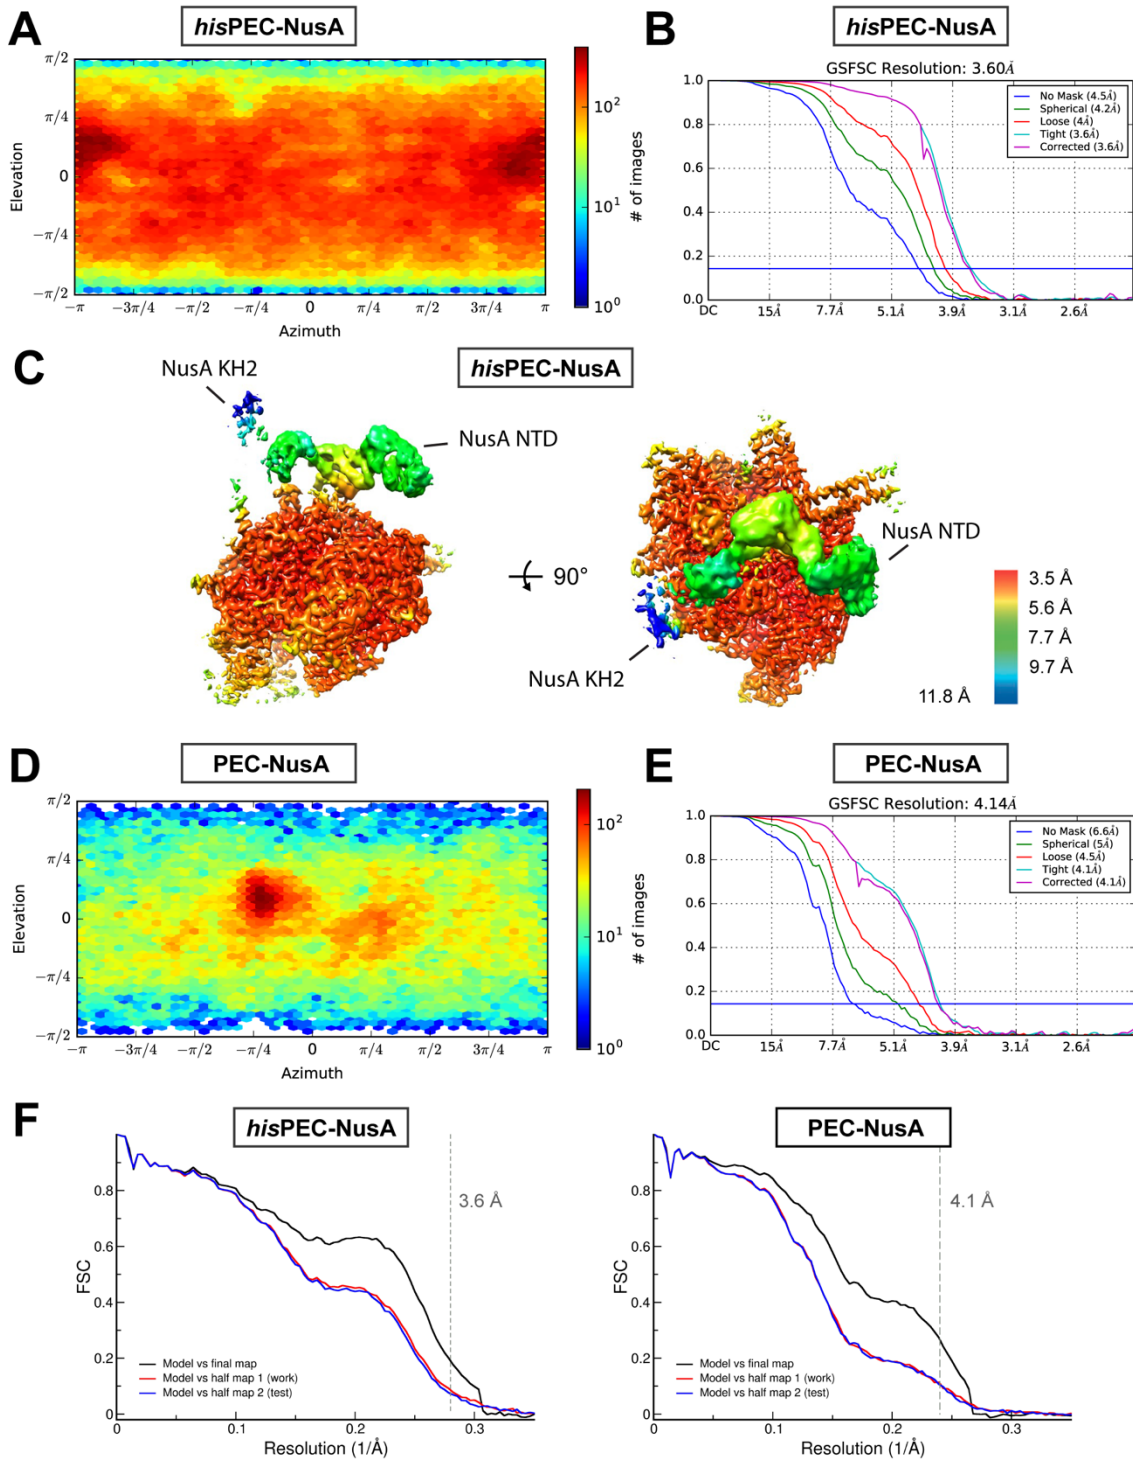 A
hisPEC-NusA
π/2
π/4
0
−π/4
−π/2
Elevation
−π −3π/4 −π/2 −π/4 0 π/4 π/2 3π/4 π
Azimuth
10²
10¹
10⁰
# of images
B
hisPEC-NusA
GSFSC Resolution: 3.60Å
1.0
0.8
0.6
0.4
0.2
0.0
DC 15Å 7.7Å 5.1Å 3.9Å 3.1Å 2.6Å
No Mask (4.5Å)
Spherical (4.2Å)
Loose (4Å)
Tight (3.6Å)
Corrected (3.6Å)
C
hisPEC-NusA
NusA KH2
NusA NTD
90°
NusA NTD
NusA KH2
3.5 Å
5.6 Å
7.7 Å
9.7 Å
11.8 Å
D
PEC-NusA
π/2
π/4
0
−π/4
−π/2
Elevation
−π −3π/4 −π/2 −π/4 0 π/4 π/2 3π/4 π
Azimuth
10²
10¹
10⁰
# of images
E
PEC-NusA
GSFSC Resolution: 4.14Å
1.0
0.8
0.6
0.4
0.2
0.0
DC 15Å 7.7Å 5.1Å 3.9Å 3.1Å 2.6Å
No Mask (6.6Å)
Spherical (5Å)
Loose (4.5Å)
Tight (4.1Å)
Corrected (4.1Å)
F
hisPEC-NusA
3.6 Å
0.8
0.6
0.4
0.2
0
FSC
Model vs final map
Model vs half map 1 (work)
Model vs half map 2 (test)
0 0.1 0.2 0.3
Resolution (1/Å)
PEC-NusA
4.1 Å
0.8
0.6
0.4
0.2
0
FSC
Model vs final map
Model vs half map 1 (work)
Model vs half map 2 (test)
0 0.1 0.2 0.3
Resolution (1/Å)